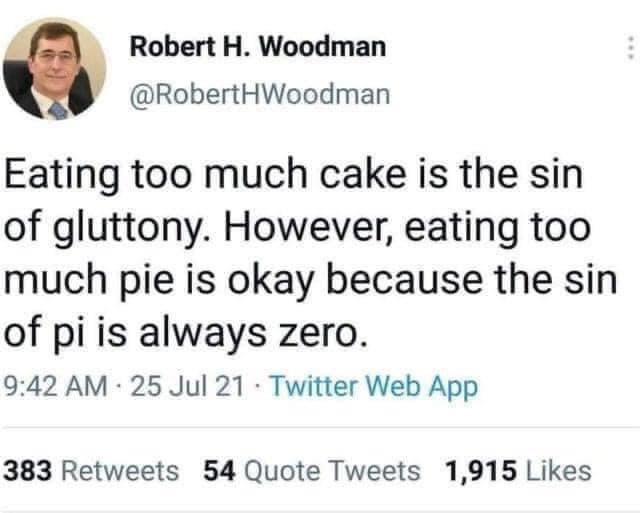 Robert H. Woodman
@RobertHWoodman
Eating too much cake is the sin
of gluttony. However, eating too
much pie is okay because the sin
of pi is always zero.
9:42 AM · 25 Jul 21 · Twitter Web App
383 Retweets 54 Quote Tweets 1,915 Likes